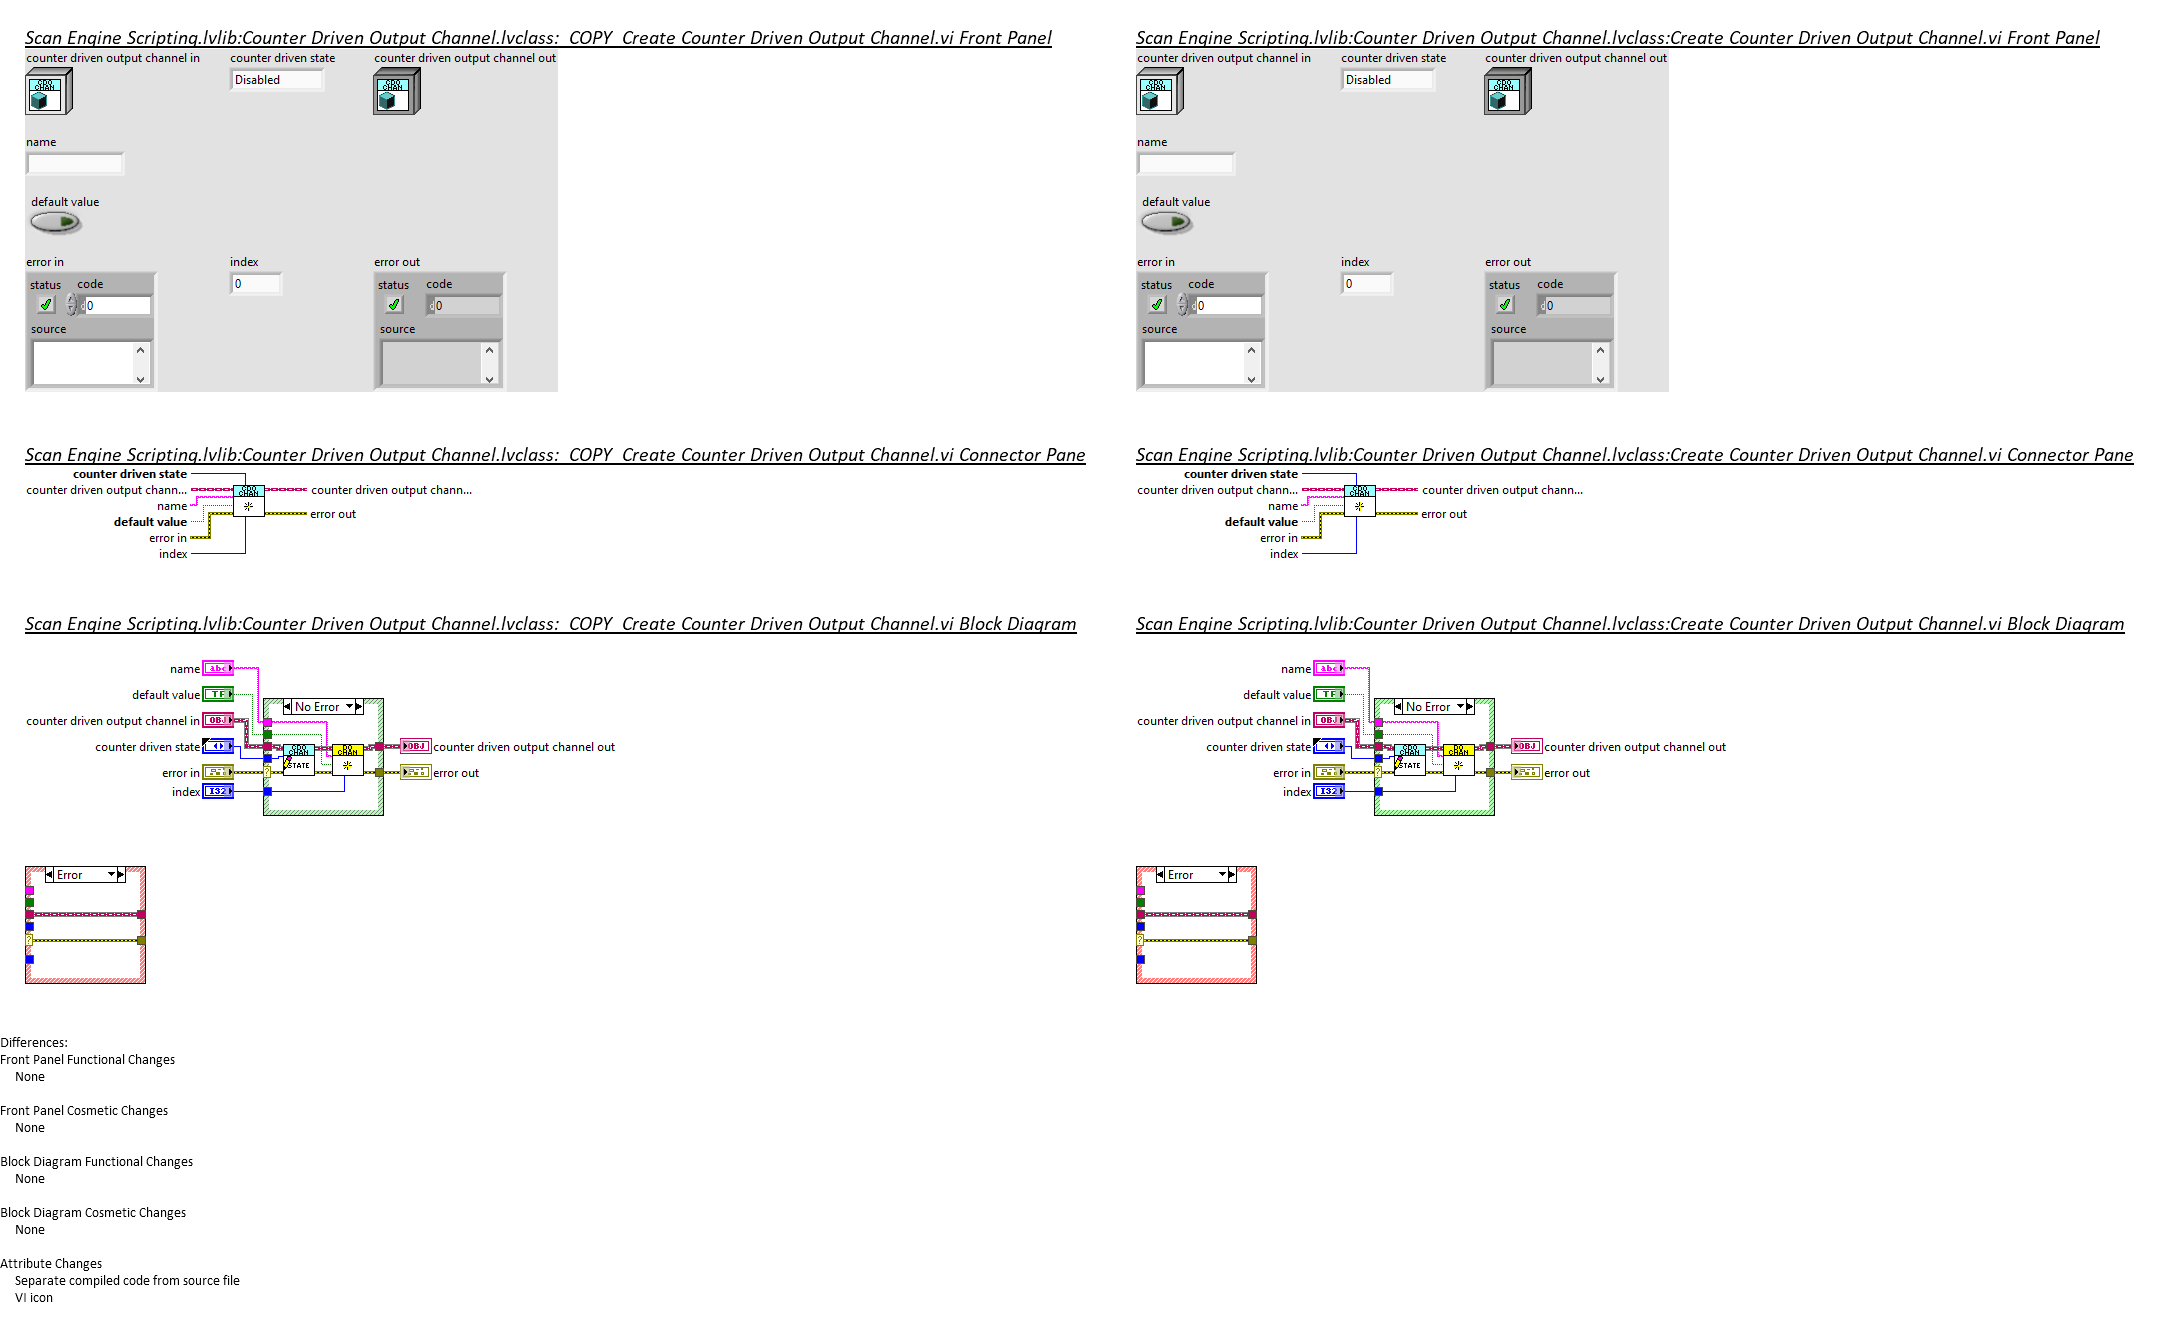 Scan Engine Scripting.lvlib:Counter Driven Output Channel.lvclass:_COPY_Create Counter Driven Output Channel.vi Front Panel
counter driven output channel in
counter driven state
counter driven output channel out
CDO
CHAN
Disabled
CDO
CHAN
name
default value
error in
index
error out
status
code
0
status
code
0
0
source
source
Scan Engine Scripting.lvlib:Counter Driven Output Channel.lvclass:Create Counter Driven Output Channel.vi Front Panel
counter driven output channel in
counter driven state
counter driven output channel out
CDO
CHAN
Disabled
CDO
CHAN
name
default value
error in
index
error out
status
code
0
status
code
0
0
source
source
Scan Engine Scripting.lvlib:Counter Driven Output Channel.lvclass:_COPY_Create Counter Driven Output Channel.vi Connector Pane
counter driven state
counter driven output chann...
CDO
CHAN
counter driven output chann...
name
default value
error out
error in
index
Scan Engine Scripting.lvlib:Counter Driven Output Channel.lvclass:Create Counter Driven Output Channel.vi Connector Pane
counter driven state
counter driven output chann...
CDO
CHAN
counter driven output chann...
name
default value
error out
error in
index
Scan Engine Scripting.lvlib:Counter Driven Output Channel.lvclass:_COPY_Create Counter Driven Output Channel.vi Block Diagram
name abc
default value TF
No Error
counter driven output channel in OBJ
counter driven state
CDO
CHAN
STATE
DO
CHAN
OBJ counter driven output channel out
error in
error out
index I32
Error
?
Scan Engine Scripting.lvlib:Counter Driven Output Channel.lvclass:Create Counter Driven Output Channel.vi Block Diagram
name abc
default value TF
No Error
counter driven output channel in OBJ
counter driven state
CDO
CHAN
STATE
DO
CHAN
OBJ counter driven output channel out
error in
error out
index I32
Error
?
Differences:
Front Panel Functional Changes
None
Front Panel Cosmetic Changes
None
Block Diagram Functional Changes
None
Block Diagram Cosmetic Changes
None
Attribute Changes
Separate compiled code from source file
VI icon